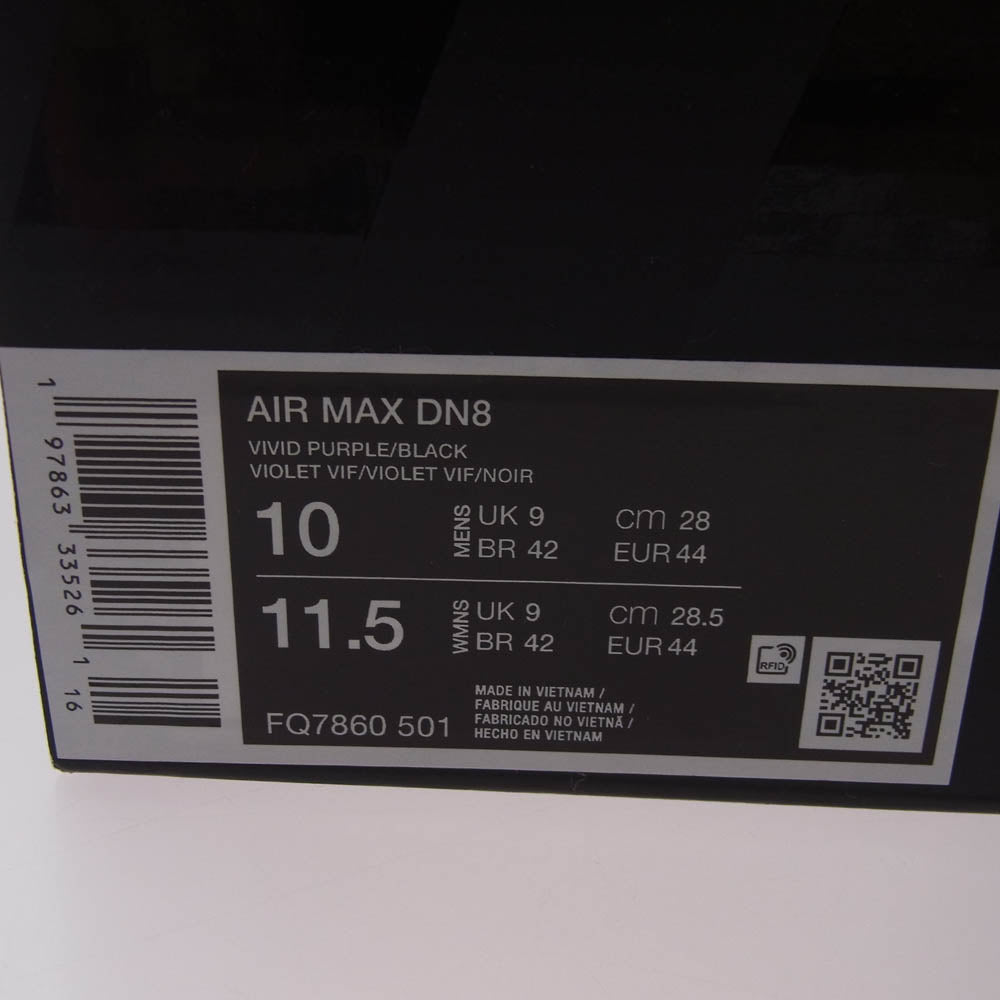 AIR MAX DN8
VIVID PURPLE/BLACK
VIOLET VIF/VIOLET VIF/NOIR
10 MENS UK 9 cm 28
BR 42 EUR 44
11.5 WMNS UK 9 cm 28.5
BR 42 EUR 44
RFID
FQ7860 501
MADE IN VIETNAM /
FABRIQUE AU VIETNAM /
FABRICADO NO VIETNÃ /
HECHO EN VIETNAM
1 97863 33526 1 16